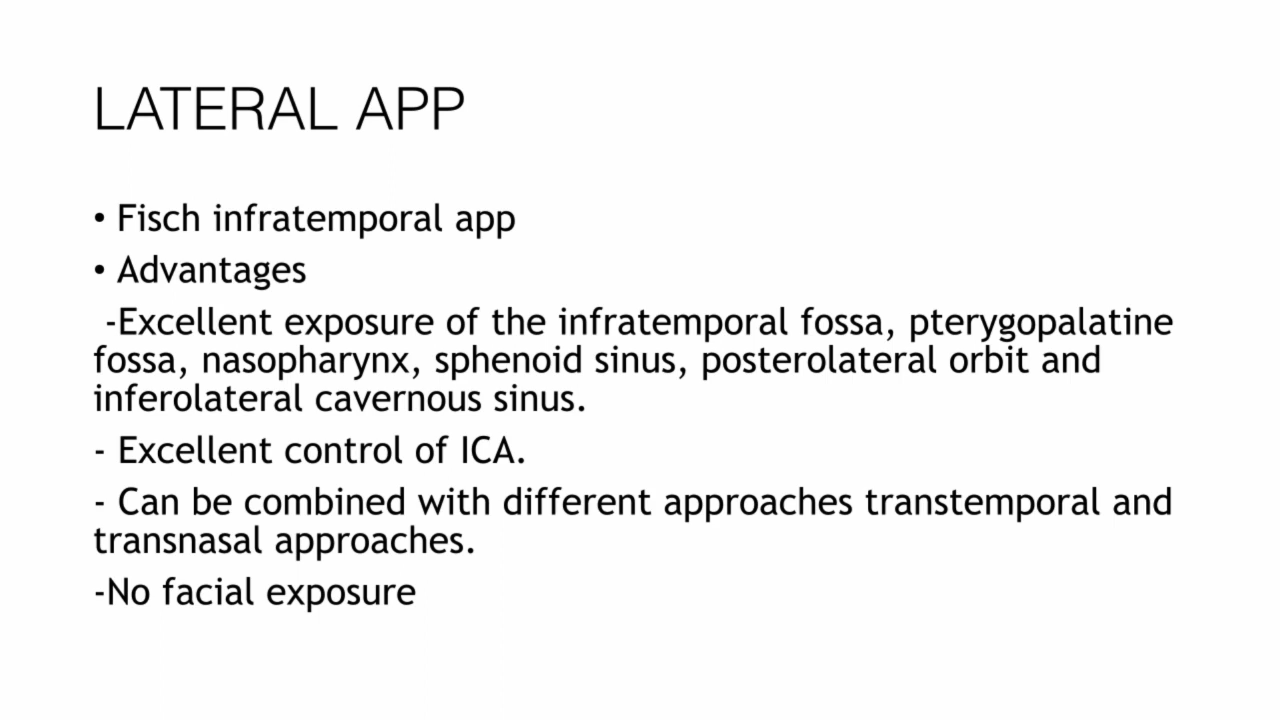 LATERAL APP
• Fisch infratemporal app
• Advantages
-Excellent exposure of the infratemporal fossa, pterygopalatine
fossa, nasopharynx, sphenoid sinus, posterolateral orbit and
inferolateral cavernous sinus.
- Excellent control of ICA.
- Can be combined with different approaches transtemporal and
transnasal approaches.
-No facial exposure